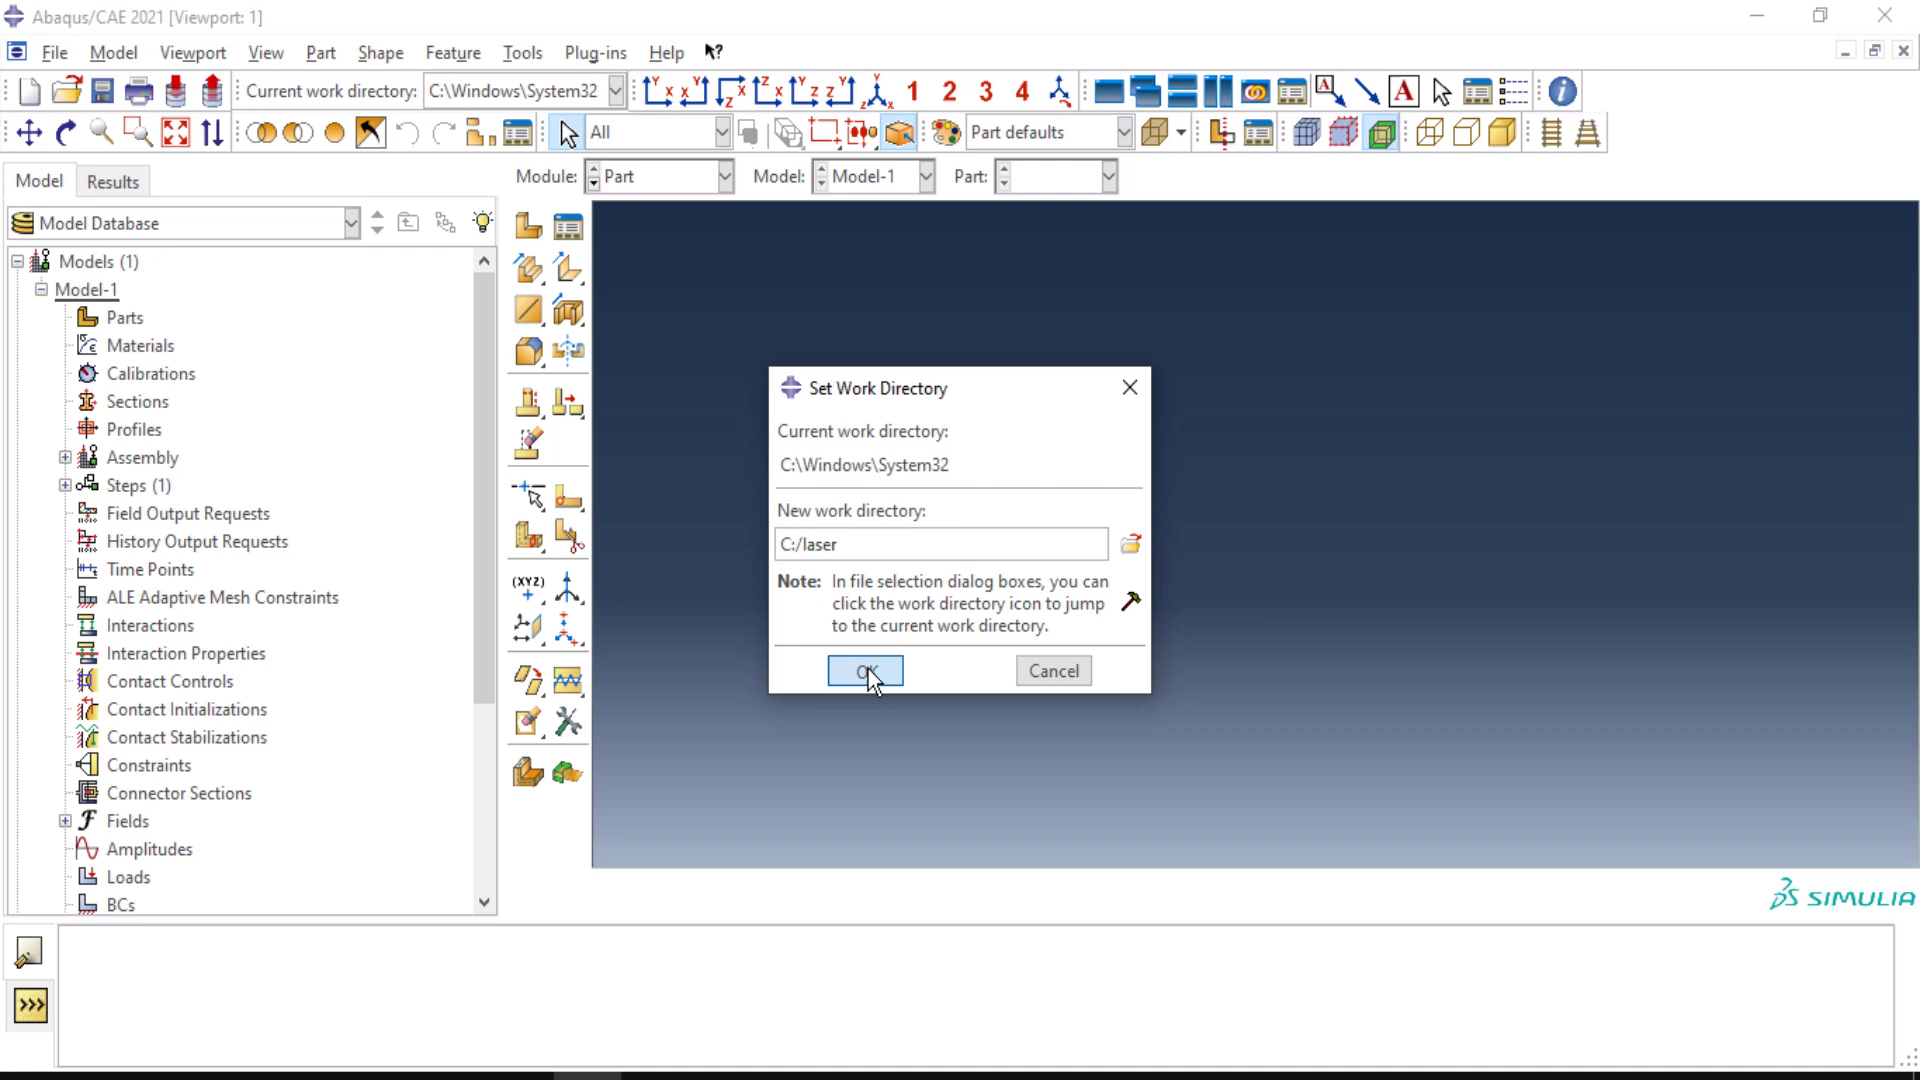 Abaqus/CAE 2021 [Viewport: 1]
File Model Viewport View Part Shape Feature Tools Plug-ins Help
Current work directory: C:\Windows\System32
1 2 3 4
A
A
All
Part defaults
Model Results
Module: Part Model: Model-1 Part:
Model Database
Models (1)
Model-1
Parts
Materials
Calibrations
Sections
Profiles
Assembly
Steps (1)
Field Output Requests
History Output Requests
Time Points
ALE Adaptive Mesh Constraints
Interactions
Interaction Properties
Contact Controls
Contact Initializations
Contact Stabilizations
Constraints
Connector Sections
Fields
Amplitudes
Loads
BCs
(XYZ)
Set Work Directory
Current work directory:
C:\Windows\System32
New work directory:
C:/laser
Note: In file selection dialog boxes, you can
click the work directory icon to jump
to the current work directory.
OK Cancel
SIMULIA
>>>